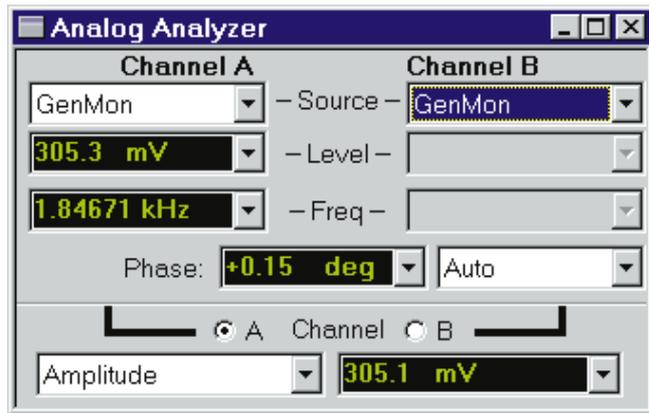 Analog Analyzer
Channel A Channel B
GenMon – Source – GenMon
305.3 mV – Level –
1.84671 kHz – Freq –
Phase: +0.15 deg Auto
A Channel B
Amplitude 305.1 mV